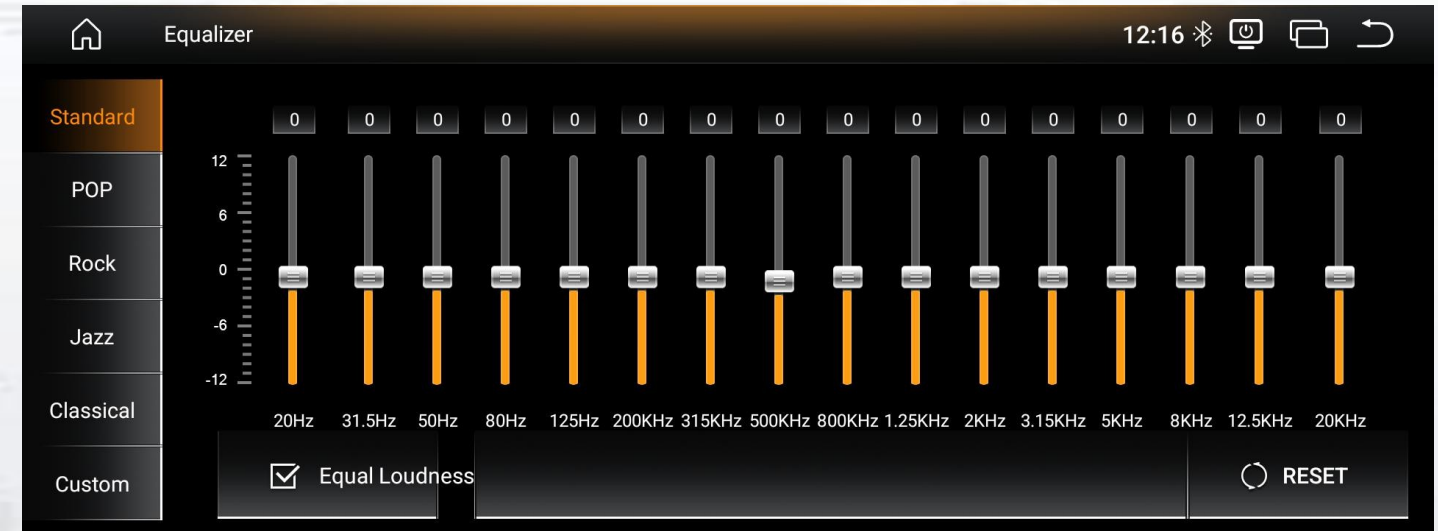 Equalizer 12:16
Standard
POP
Rock
Jazz
Classical
Custom
0 0 0 0 0 0 0 0 0 0 0 0 0 0 0 0
12
6
0
-6
-12
20Hz 31.5Hz 50Hz 80Hz 125Hz 200KHz 315KHz 500KHz 800KHz 1.25KHz 2KHz 3.15KHz 5KHz 8KHz 12.5KHz 20KHz
Equal Loudness RESET